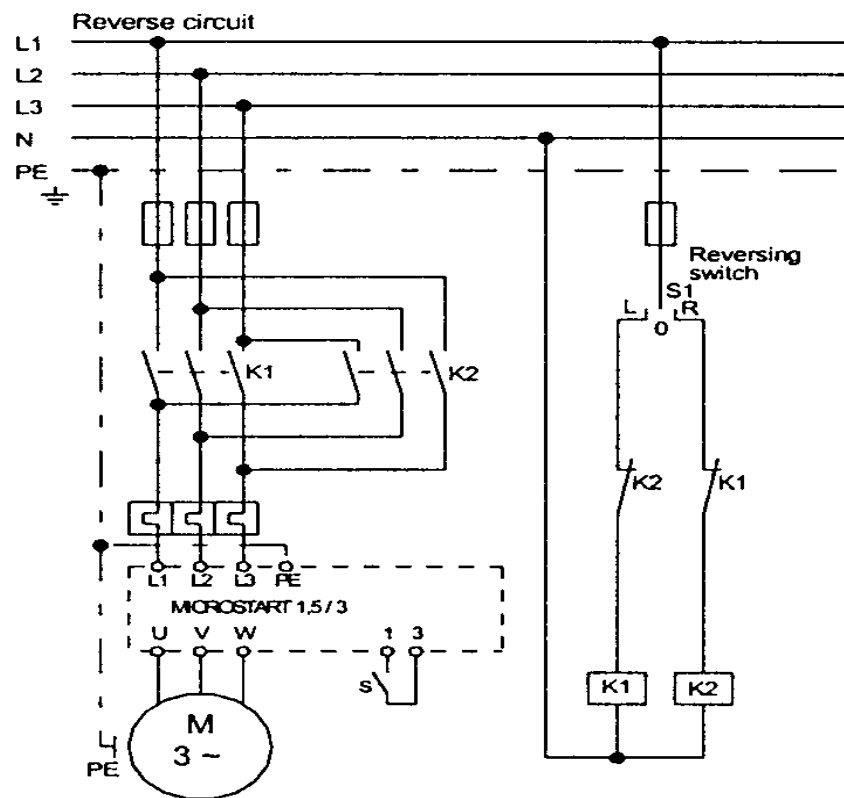 Reverse circuit
L1
L2
L3
N
PE
Reversing
switch
S1
L
R
0
K1
K2
K2
K1
L1 L2 L3 PE
MICROSTART 1,5 / 3
U V W
1 3
S
K1
K2
M
3 ~
PE